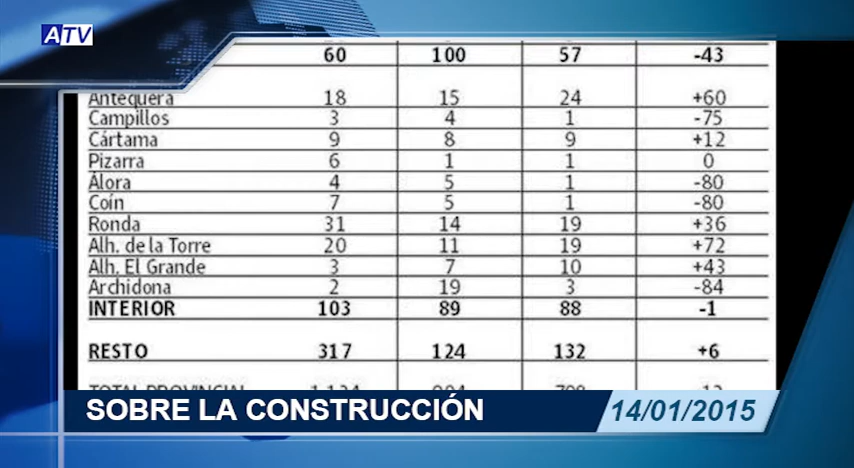 ATV
60 100 57 -43
Antequera 18 15 24 +60
Campillos 3 4 1 -75
Cártama 9 8 9 +12
Pizarra 6 1 1 0
Álora 4 5 1 -80
Coín 7 5 1 -80
Ronda 31 14 19 +36
Alh. de la Torre 20 11 19 +72
Alh. El Grande 3 7 10 +43
Archidona 2 19 3 -84
INTERIOR 103 89 88 -1
RESTO 317 124 132 +6
TOTAL PROVINCIAL
SOBRE LA CONSTRUCCIÓN 14/01/2015